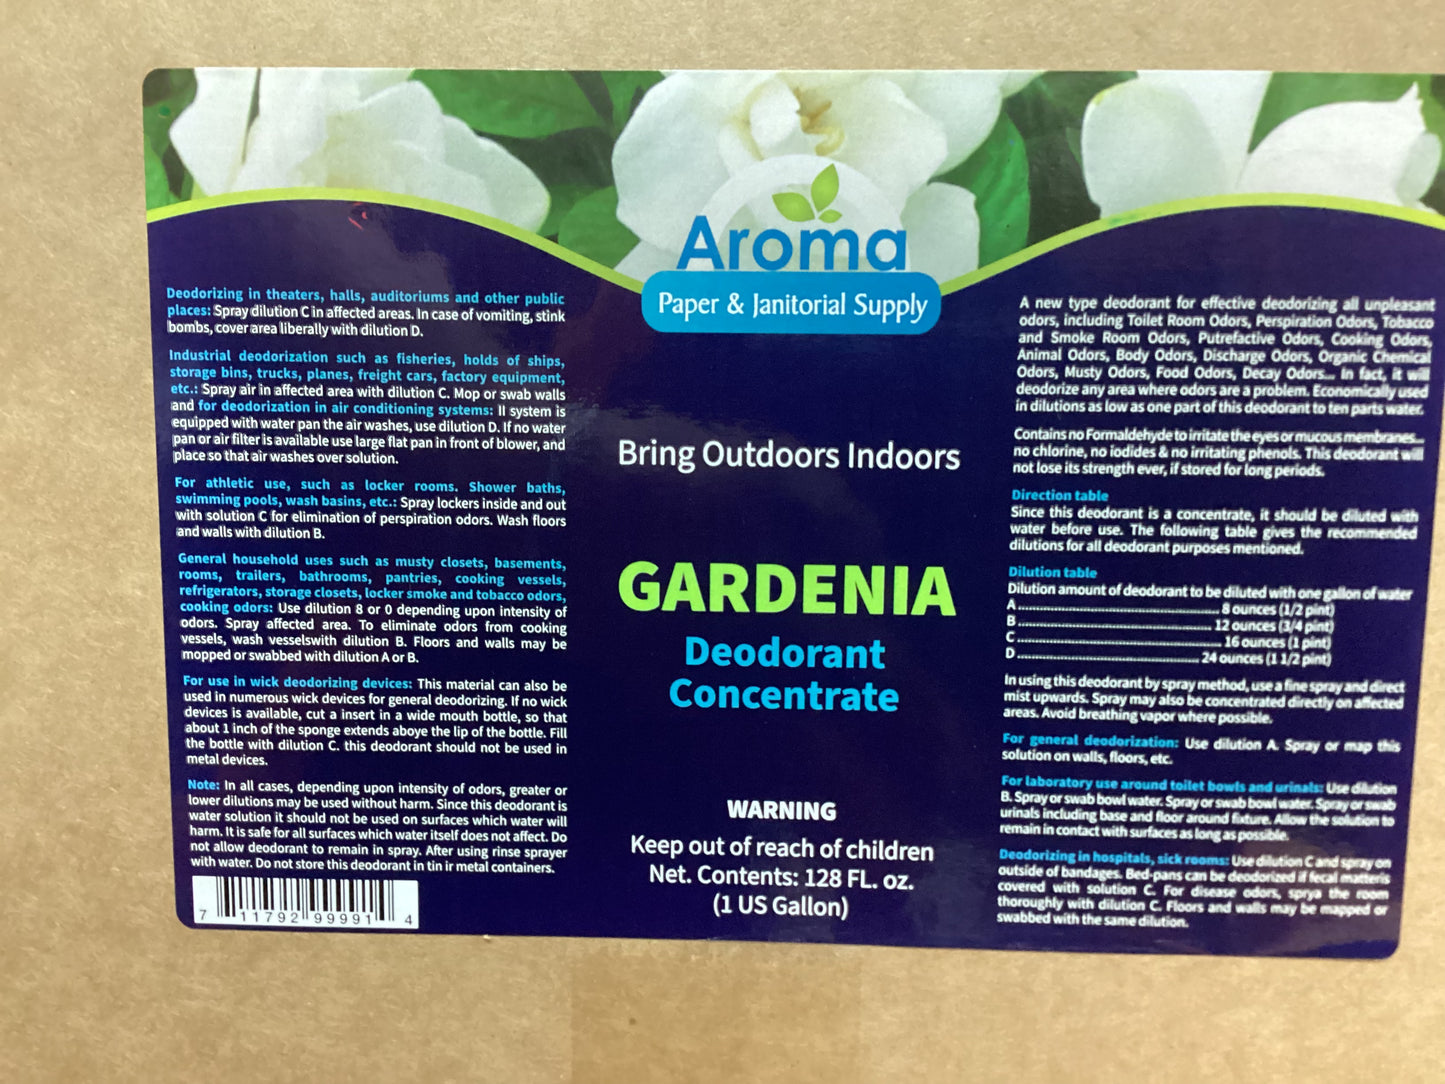 Aroma
Paper & Janitorial Supply
Deodorizing in theaters, halls, auditoriums and other public
places: Spray dilution C in affected areas. In case of vomiting, stink
bombs, cover area liberally with dilution D.
Industrial deodorization such as fisheries, holds of ships,
storage bins, trucks, planes, freight cars, factory equipment,
etc.: Spray air in affected area with dilution C. Mop or swab walls
and for deodorization in air conditioning systems: II system is
equipped with water pan the air washes, use dilution D. If no water
pan or air filter is available use large flat pan in front of blower, and
place so that air washes over solution.
For athletic use, such as locker rooms. Shower baths,
swimming pools, wash basins, etc.: Spray lockers inside and out
with solution C for elimination of perspiration odors. Wash floors
and walls with dilution B.
General household uses such as musty closets, basements,
rooms, trailers, bathrooms, pantries, cooking vessels,
refrigerators, storage closets, locker smoke and tobacco odors,
cooking odors: Use dilution 8 or 0 depending upon intensity of
odors. Spray affected area. To eliminate odors from cooking
vessels, wash vesselswith dilution B. Floors and walls may be
mopped or swabbed with dilution A or B.
For use in wick deodorizing devices: This material can also be
used in numerous wick devices for general deodorizing. If no wick
devices is available, cut a insert in a wide mouth bottle, so that
about 1 inch of the sponge extends aboye the lip of the bottle. Fill
the bottle with dilution C. this deodorant should not be used in
metal devices.
Note: In all cases, depending upon intensity of odors, greater or
lower dilutions may be used without harm. Since this deodorant is
water solution it should not be used on surfaces which water will
harm. It is safe for all surfaces which water itself does not affect. Do
not allow deodorant to remain in spray. After using rinse sprayer
with water. Do not store this deodorant in tin ir metal containers.
7 11792 99991 4
Bring Outdoors Indoors
GARDENIA
Deodorant
Concentrate
WARNING
Keep out of reach of children
Net. Contents: 128 FL. oz.
(1 US Gallon)
A new type deodorant for effective deodorizing all unpleasant
odors, including Toilet Room Odors, Perspiration Odors, Tobacco
and Smoke Room Odors, Putrefactive Odors, Cooking Odors,
Animal Odors, Body Odors, Discharge Odors, Organic Chemical
Odors, Musty Odors, Food Odors, Decay Odors... In fact, it will
deodorize any area where odors are a problem. Economically used
in dilutions as low as one part of this deodorant to ten parts water.
Contains no Formaldehyde to irritate the eyes or mucous membranes...
no chlorine, no iodides & no irritating phenols. This deodorant will
not lose its strength ever, if stored for long periods.
Direction table
Since this deodorant is a concentrate, it should be diluted with
water before use. The following table gives the recommended
dilutions for all deodorant purposes mentioned.
Dilution table
Dilution amount of deodorant to be diluted with one gallon of water
A ........................................ 8 ounces (1/2 pint)
B ........................................ 12 ounces (3/4 pint)
C ........................................ 16 ounces (1 pint)
D ........................................ 24 ounces (1 1/2 pint)
In using this deodorant by spray method, use a fine spray and direct
mist upwards. Spray may also be concentrated directly on affected
areas. Avoid breathing vapor where possible.
For general deodorization: Use dilution A. Spray or map this
solution on walls, floors, etc.
For laboratory use around toilet bowls and urinals: Use dilution
B. Spray or swab bowl water. Spray or swab bowl water. Spray or swab
urinals including base and floor around fixture. Allow the solution to
remain in contact with surfaces as long as possible.
Deodorizing in hospitals, sick rooms: Use dilution C and spray on
outside of bandages. Bed-pans can be deodorized if fecal matter is
covered with solution C. For disease odors, sprya the room
thoroughly with dilution C. Floors and walls may be mapped or
swabbed with the same dilution.